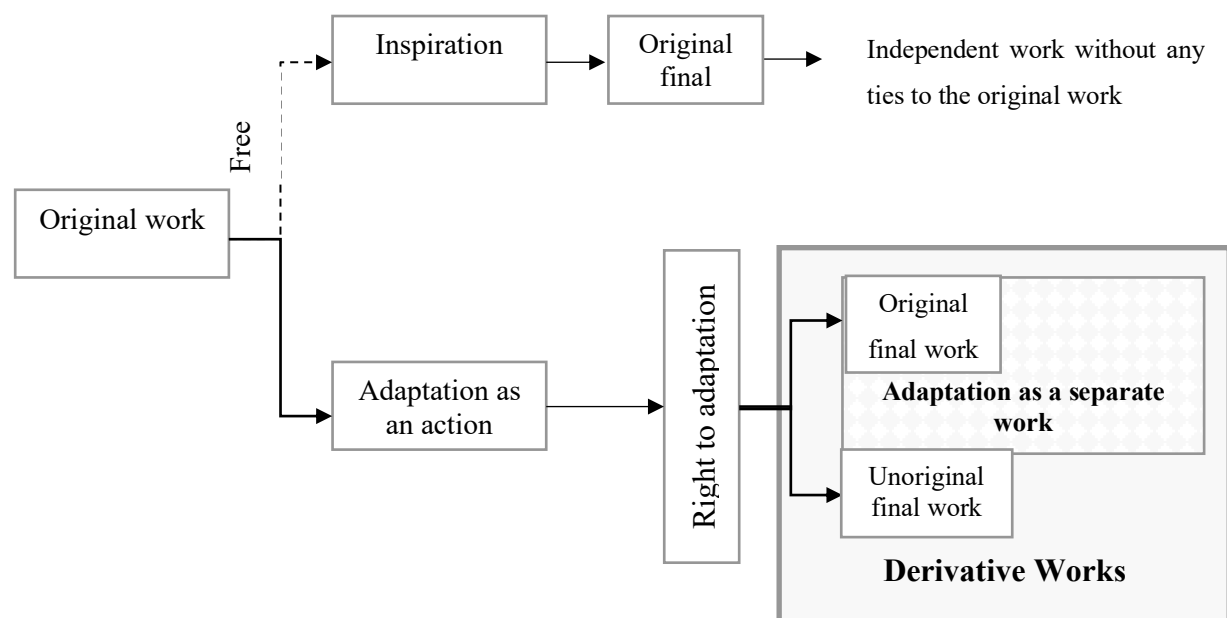 Inspiration
Original
final
Independent work without any
ties to the original work
Free
Original work
Adaptation as
an action
Right to adaptation
Original
final work
Adaptation as a separate
work
Unoriginal
final work
Derivative Works